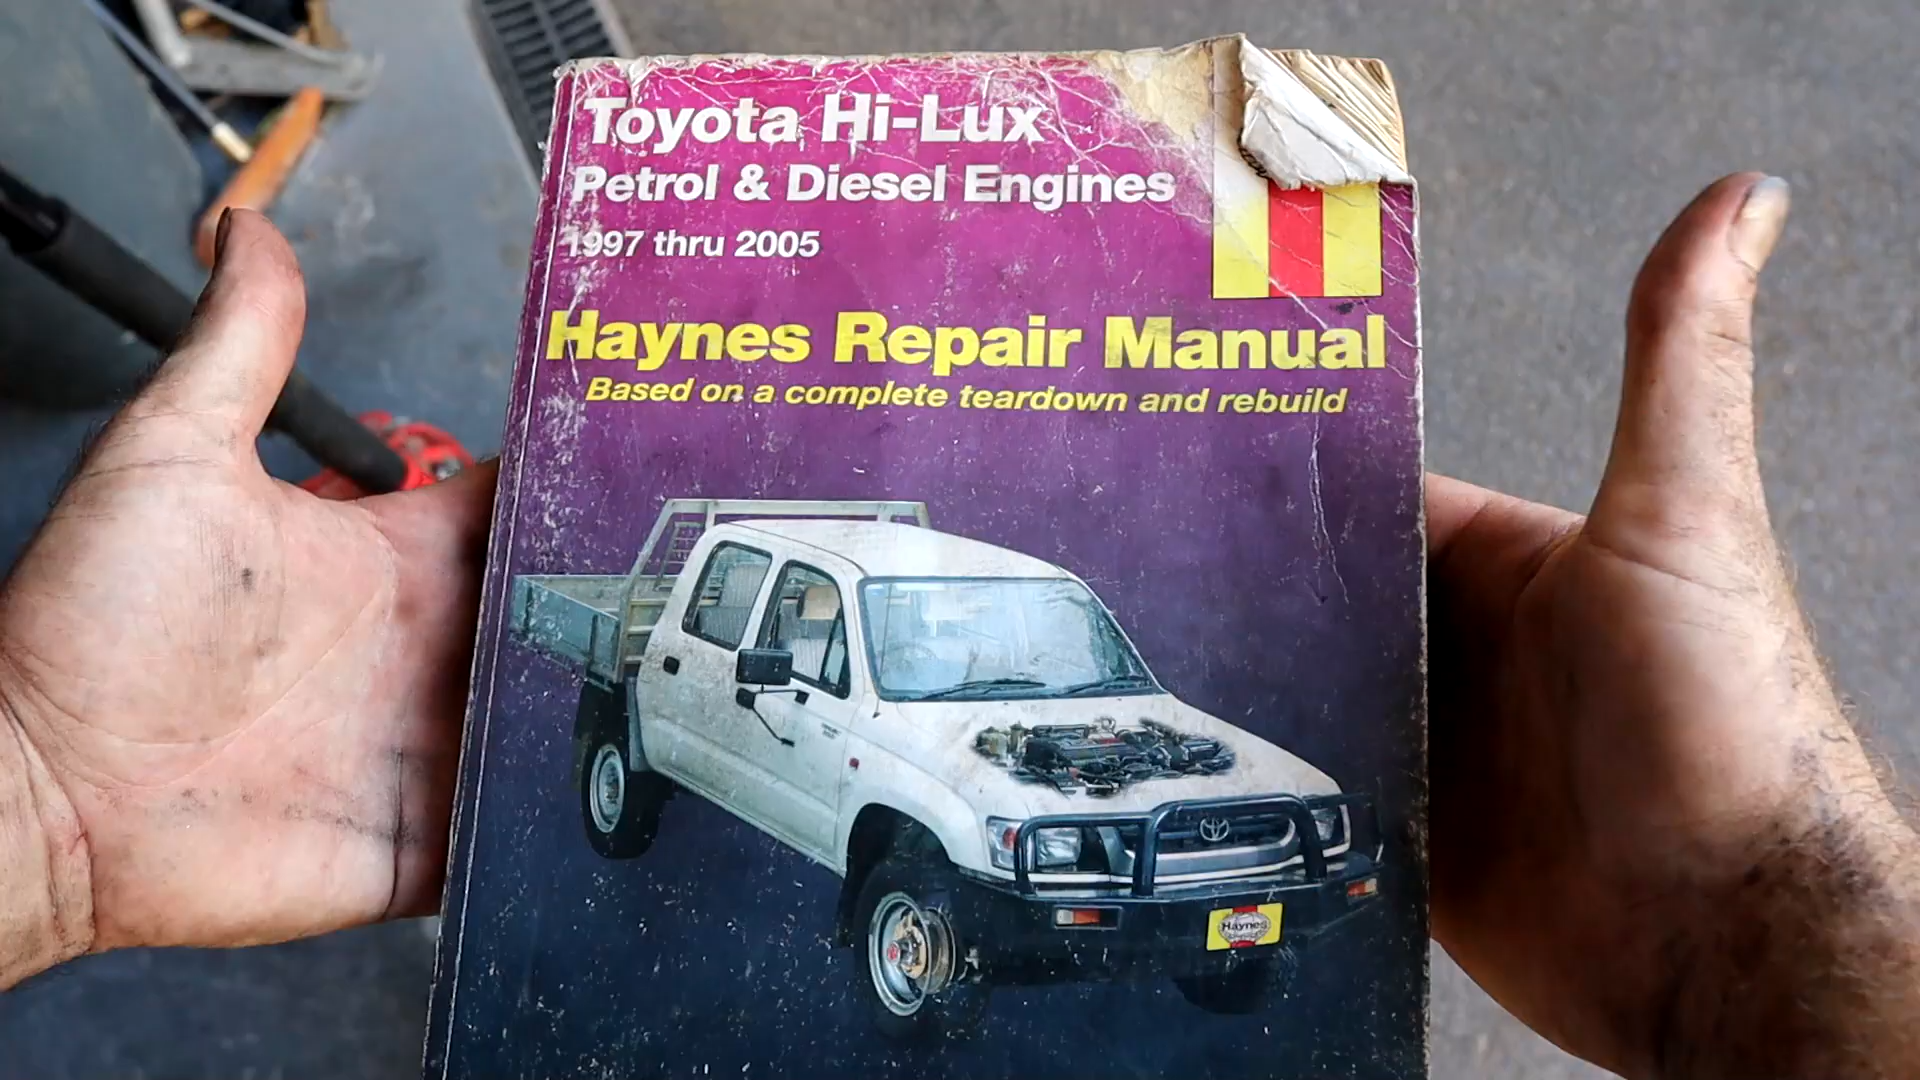 Toyota Hi-Lux
Petrol & Diesel Engines
1997 thru 2005
Haynes Repair Manual
Based on a complete teardown and rebuild
Haynes